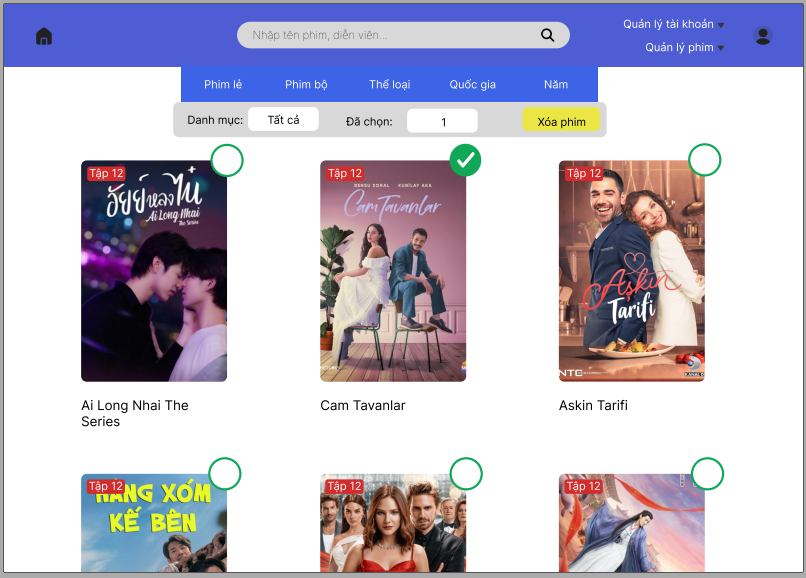 Quản lý tài khoản
Nhập tên phim, diễn viên...
Quản lý phim
Phim lẻ Phim bộ Thể loại Quốc gia Năm
Danh mục: Tất cả Đã chọn: 1 Xóa phim
Tập 12
อัยย์หลงไน๋
Ai Long Nhai
The Series
Tập 12
BENSU SORAL KUBİLAY AKA
Cam Tavanlar
Tập 12
Aşkın
Tarifi
KANAL D
Ai Long Nhai The
Series
Cam Tavanlar
Askin Tarifi
Tập 12
HÀNG XÓM
KẾ BÊN
Tập 12
Tập 12